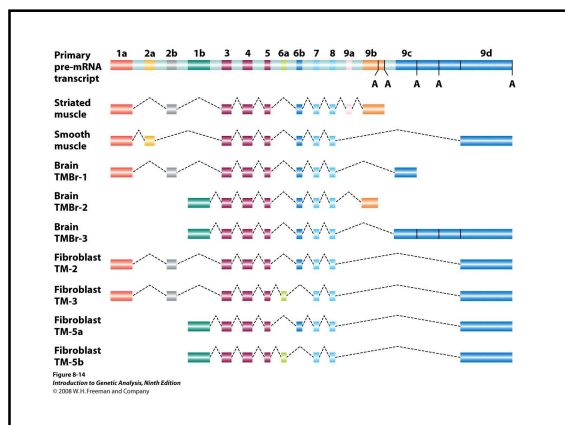 Primary
pre-mRNA
transcript
1a 2a 2b 1b 3 4 5 6a 6b 7 8 9a 9b 9c 9d
A A A A A
Striated
muscle
Smooth
muscle
Brain
TMBr-1
Brain
TMBr-2
Brain
TMBr-3
Fibroblast
TM-2
Fibroblast
TM-3
Fibroblast
TM-5a
Fibroblast
TM-5b
Figure 8-14
Introduction to Genetic Analysis, Ninth Edition
© 2008 W.H. Freeman and Company